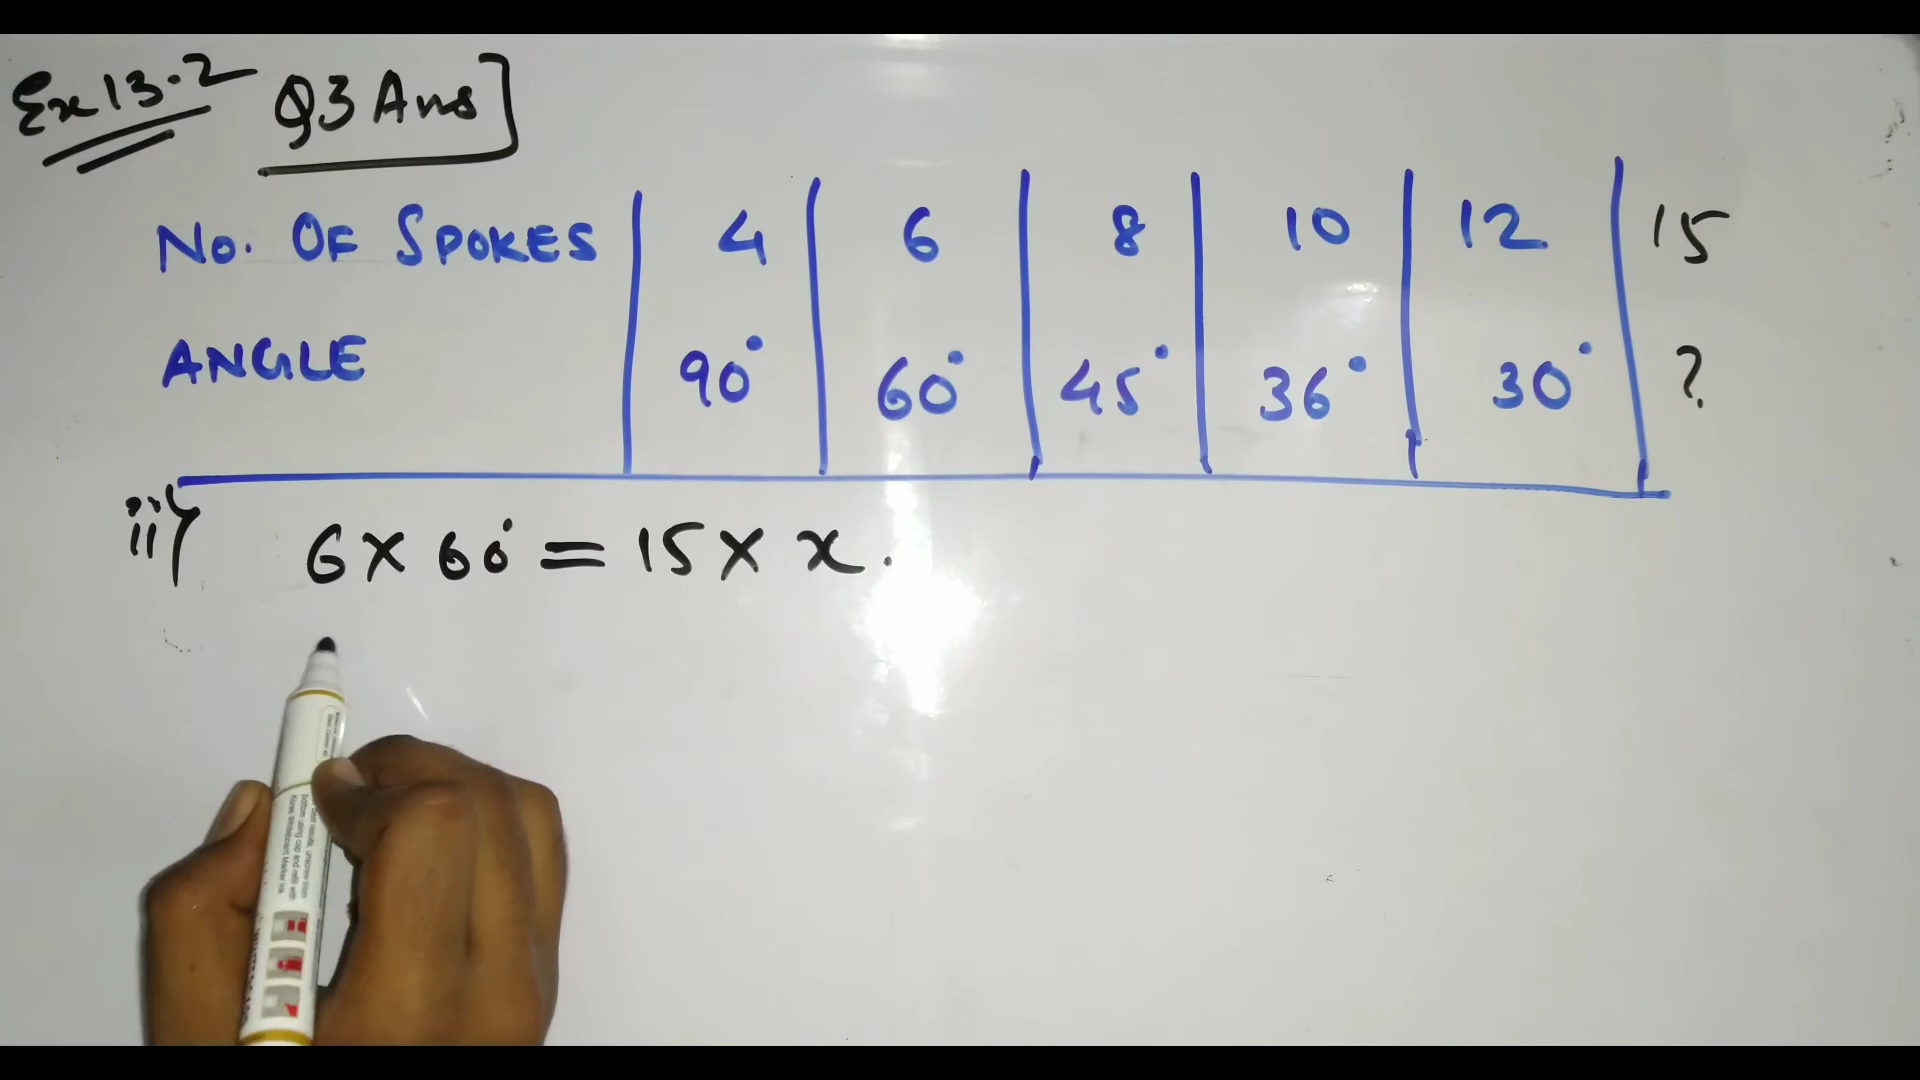 Ex 13.2 Q3 Ans]
No. OF SPOKES | 4 | 6 | 8 | 10 | 12 | 15
ANGLE | 90° | 60° | 45° | 36° | 30° | ?
ii) 6 × 60° = 15 × x.